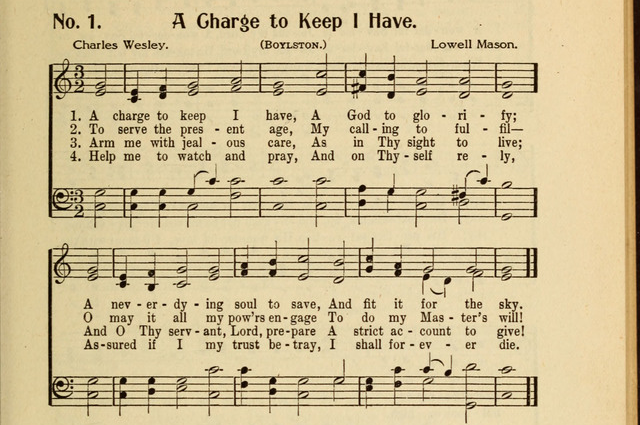 No. 1. A Charge to Keep I Have.
Charles Wesley. (BOYLSTON.) Lowell Mason.
1. A charge to keep I have, A God to glo - ri - fy;
2. To serve the pres - ent age, My call - ing to ful - fil—
3. Arm me with jeal - ous care, As in Thy sight to live;
4. Help me to watch and pray, And on Thy - self re - ly,
A nev - er - dy - ing soul to save, And fit it for the sky.
O may it all my pow'rs en - gage To do my Mas - ter's will!
And O Thy serv - ant, Lord, pre - pare A strict ac - count to give!
As - sured if I my trust be - tray, I shall for - ev - er die.